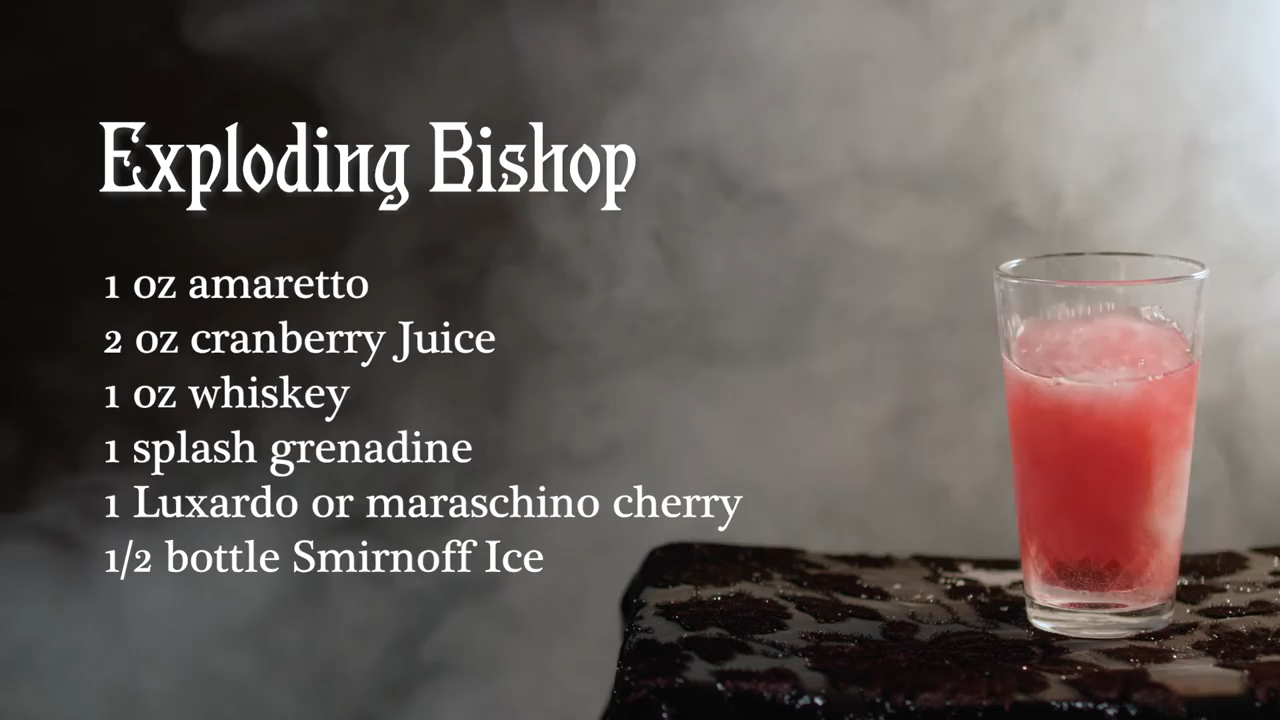 Exploding Bishop
1 oz amaretto
2 oz cranberry Juice
1 oz whiskey
1 splash grenadine
1 Luxardo or maraschino cherry
1/2 bottle Smirnoff Ice